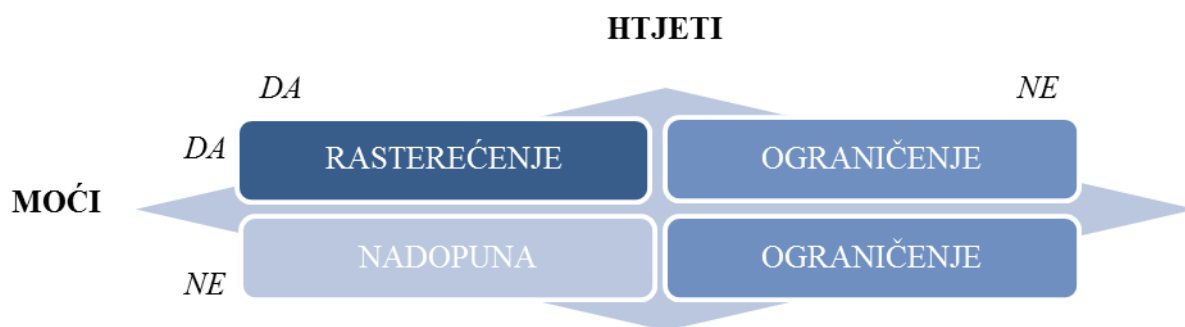 HTJETI
DA NE
DA RASTEREĆENJE OGRANIČENJE
MOĆI
NADOPUNA OGRANIČENJE
NE